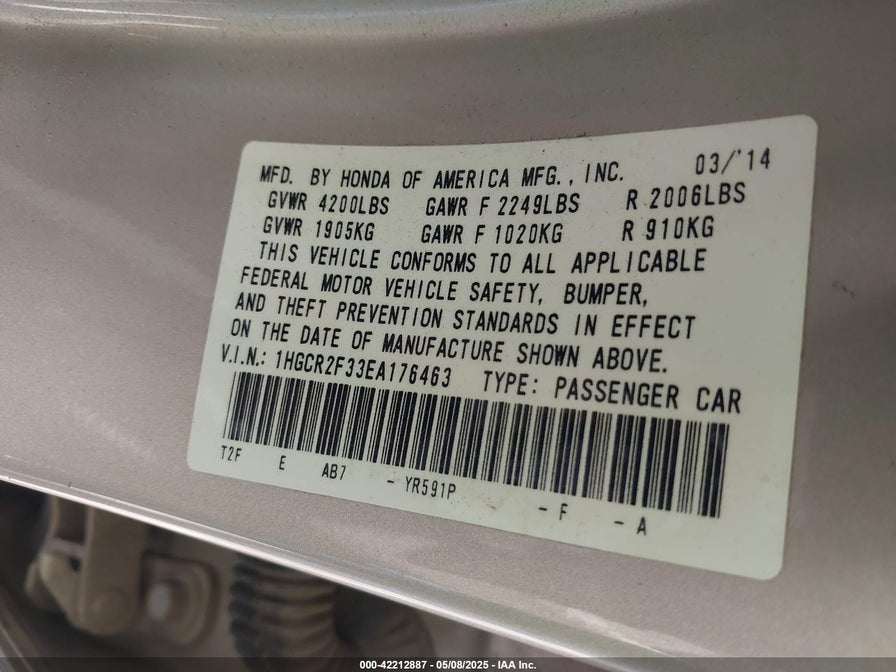 MFD. BY HONDA OF AMERICA MFG., INC. 03/'14
GVWR 4200LBS GAWR F 2249LBS R 2006LBS
GVWR 1905KG GAWR F 1020KG R 910KG
THIS VEHICLE CONFORMS TO ALL APPLICABLE
FEDERAL MOTOR VEHICLE SAFETY, BUMPER,
AND THEFT PREVENTION STANDARDS IN EFFECT
ON THE DATE OF MANUFACTURE SHOWN ABOVE.
V.I.N.: 1HGCR2F33EA176463 TYPE: PASSENGER CAR
T2F E AB7 - YR591P - F - A
000-42212887 - 05/08/2025 - IAA Inc.